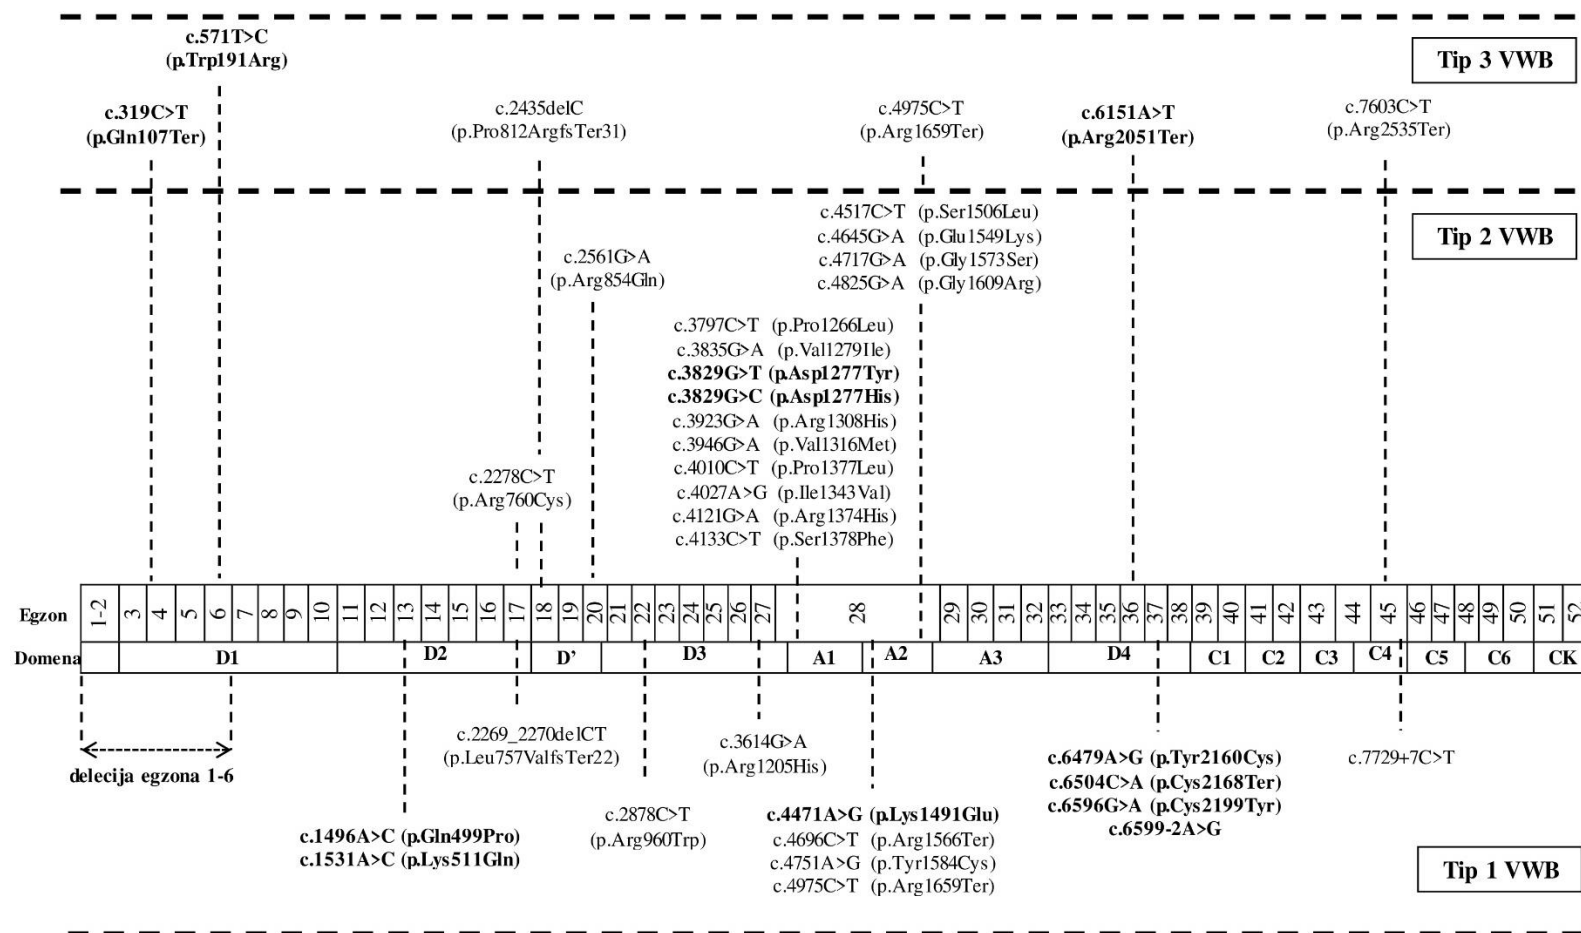 c.571T>C
(p.Trp191Arg)
Tip 3 VWB
c.319C>T
(p.Gln107Ter)
c.2435delC
(p.Pro812ArgfsTer31)
c.4975C>T
(p.Arg1659Ter)
c.6151A>T
(p.Arg2051Ter)
c.7603C>T
(p.Arg2535Ter)
Tip 2 VWB
c.4517C>T (p.Ser1506Leu)
c.4645G>A (p.Glu1549Lys)
c.4717G>A (p.Gly1573Ser)
c.4825G>A (p.Gly1609Arg)
c.2561G>A
(p.Arg854Gln)
c.3797C>T (p.Pro1266Leu)
c.3835G>A (p.Val1279Ile)
c.3829G>T (p.Asp1277Tyr)
c.3829G>C (p.Asp1277His)
c.3923G>A (p.Arg1308His)
c.3946G>A (p.Val1316Met)
c.4010C>T (p.Pro1377Leu)
c.4027A>G (p.Ile1343Val)
c.4121G>A (p.Arg1374His)
c.4133C>T (p.Ser1378Phe)
c.2278C>T
(p.Arg760Cys)
Egzon 1-2 3 4 5 6 7 8 9 10 11 12 13 14 15 16 17 18 19 20 21 22 23 24 25 26 27 28 29 30 31 32 33 34 35 36 37 38 39 40 41 42 43 44 45 46 47 48 49 50 51 52
Domena D1 D2 D’ D3 A1 A2 A3 D4 C1 C2 C3 C4 C5 C6 CK
delecija egzona 1-6
c.2269_2270delCT
(p.Leu757ValfsTer22)
c.3614G>A
(p.Arg1205His)
c.7729+7C>T
c.6479A>G (p.Tyr2160Cys)
c.6504C>A (p.Cys2168Ter)
c.6596G>A (p.Cys2199Tyr)
c.6599-2A>G
c.2878C>T
(p.Arg960Trp)
c.4471A>G (p.Lys1491Glu)
c.4696C>T (p.Arg1566Ter)
c.4751A>G (p.Tyr1584Cys)
c.4975C>T (p.Arg1659Ter)
c.1496A>C (p.Gln499Pro)
c.1531A>C (p.Lys511Gln)
Tip 1 VWB